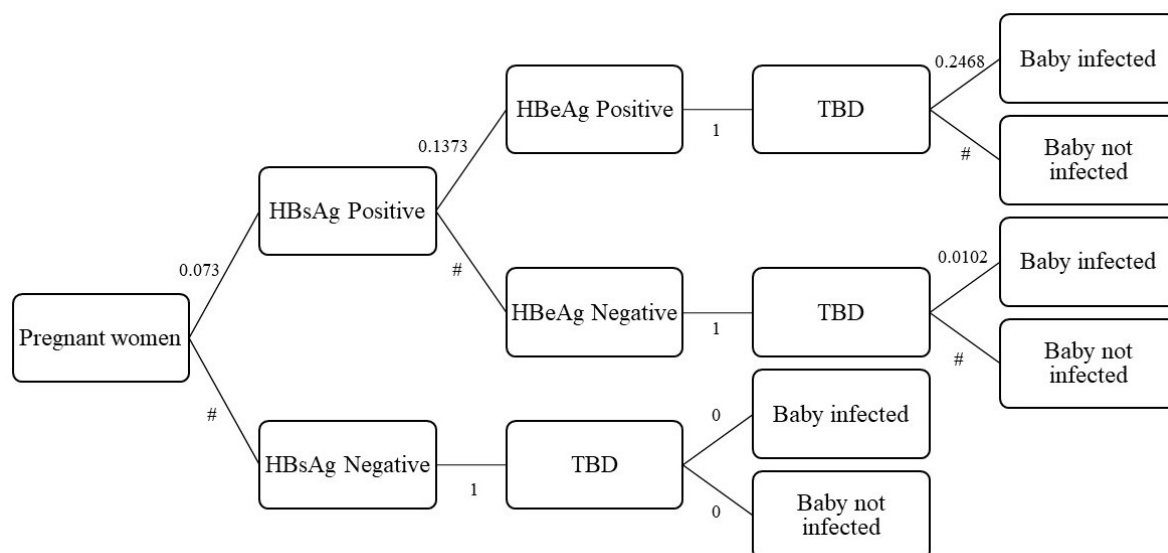 Baby infected
0.2468
HBeAg Positive
TBD
1
0.1373
#
Baby not
infected
HBsAg Positive
0.073
#
Baby infected
0.0102
HBeAg Negative
TBD
1
Pregnant women
#
Baby not
infected
#
0
Baby infected
HBsAg Negative
TBD
1
0
Baby not
infected